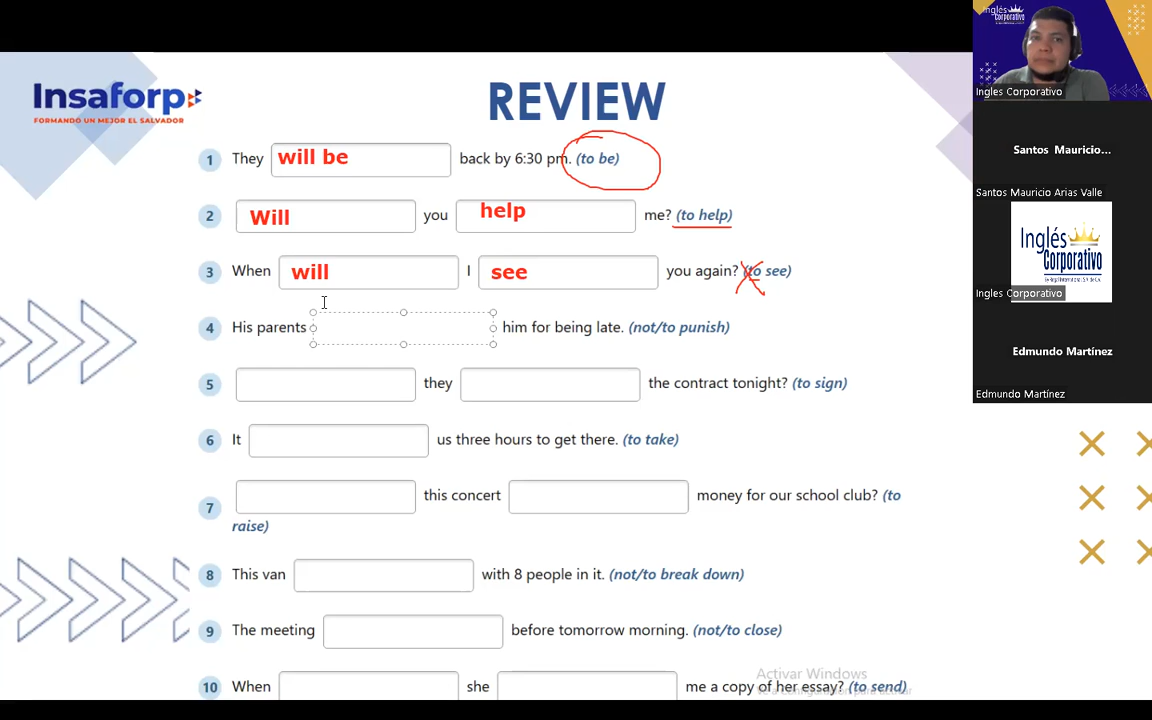 Inglés
Corporativo
Ingles Corporativo
Insaforp
FORMANDO UN MEJOR EL SALVADOR
REVIEW
1 They will be back by 6:30 pm. (to be)
2 Will you help me? (to help)
3 When will I see you again? (to see)
4 His parents him for being late. (not/to punish)
5 they the contract tonight? (to sign)
6 It us three hours to get there. (to take)
7 this concert money for our school club? (to
raise)
8 This van with 8 people in it. (not/to break down)
9 The meeting before tomorrow morning. (not/to close)
10 When she me a copy of her essay? (to send)
Activar Windows
Santos Mauricio...
Santos Mauricio Arias Valle
Inglés
Corporativo
Ingles Corporativo
Edmundo Martínez
Edmundo Martínez